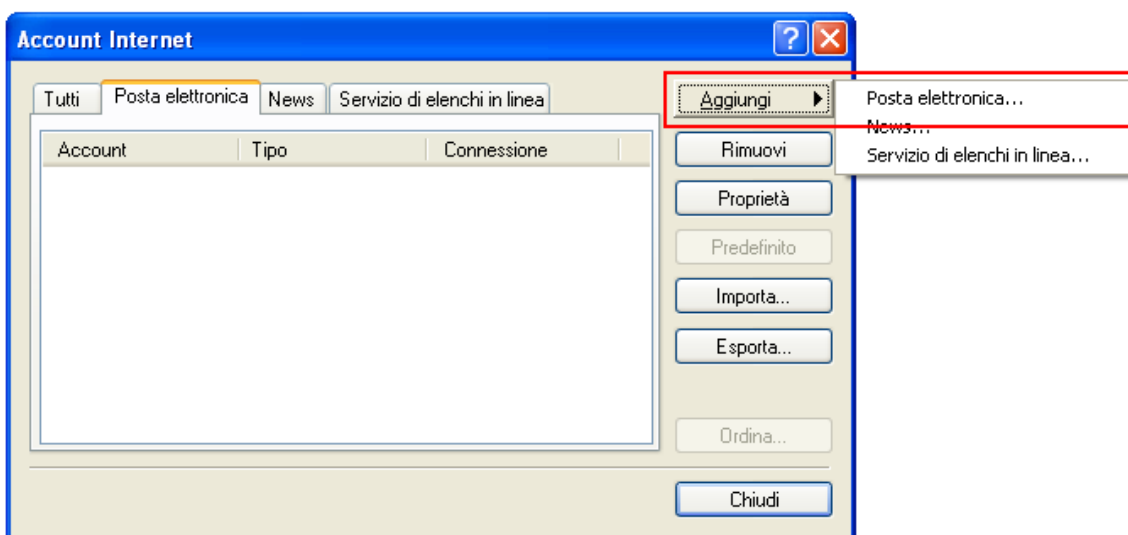 Account Internet
Tutti Posta elettronica News Servizio di elenchi in linea
Aggiungi
Posta elettronica...
News...
Servizio di elenchi in linea...
Account Tipo Connessione
Rimuovi
Proprietà
Predefinito
Importa...
Esporta...
Ordina...
Chiudi